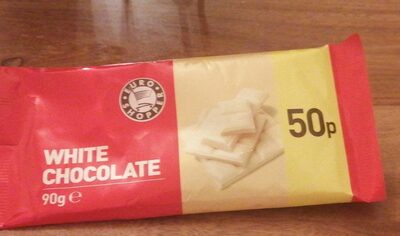 EURO
SHOPPER
WHITE
CHOCOLATE
90g ℮
50p